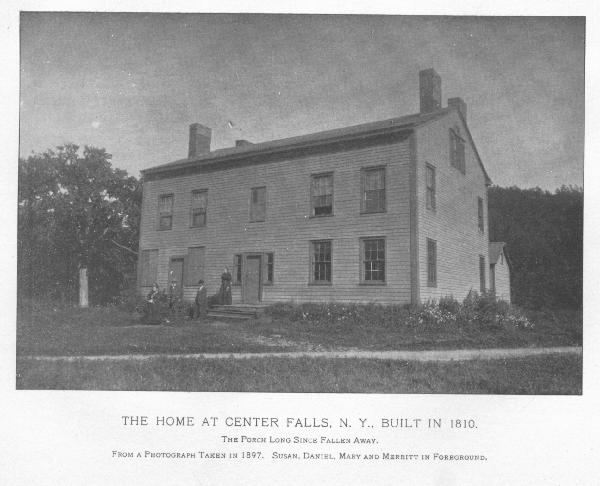 THE HOME AT CENTER FALLS, N. Y., BUILT IN 1810.
THE PORCH LONG SINCE FALLEN AWAY.
FROM A PHOTOGRAPH TAKEN IN 1897. SUSAN, DANIEL, MARY AND MERRITT IN FOREGROUND.